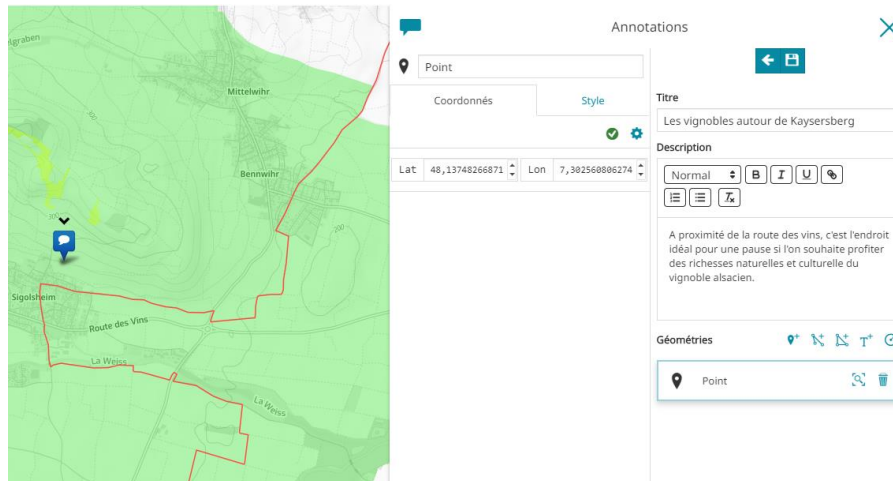 Annotations
Point
Coordonnés
Style
Lat 48,13748266871 Lon 7,302560806274
Titre
Les vignobles autour de Kaysersberg
Description
Normal B I U
Tx
A proximité de la route des vins, c'est l'endroit
idéal pour une pause si l'on souhaite profiter
des richesses naturelles et culturelle du
vignoble alsacien.
Géométries
T+
Point
Mittelwihr
300
Bennwihr
200
Sigolsheim
Route des Vins
La Weiss
La Weiss